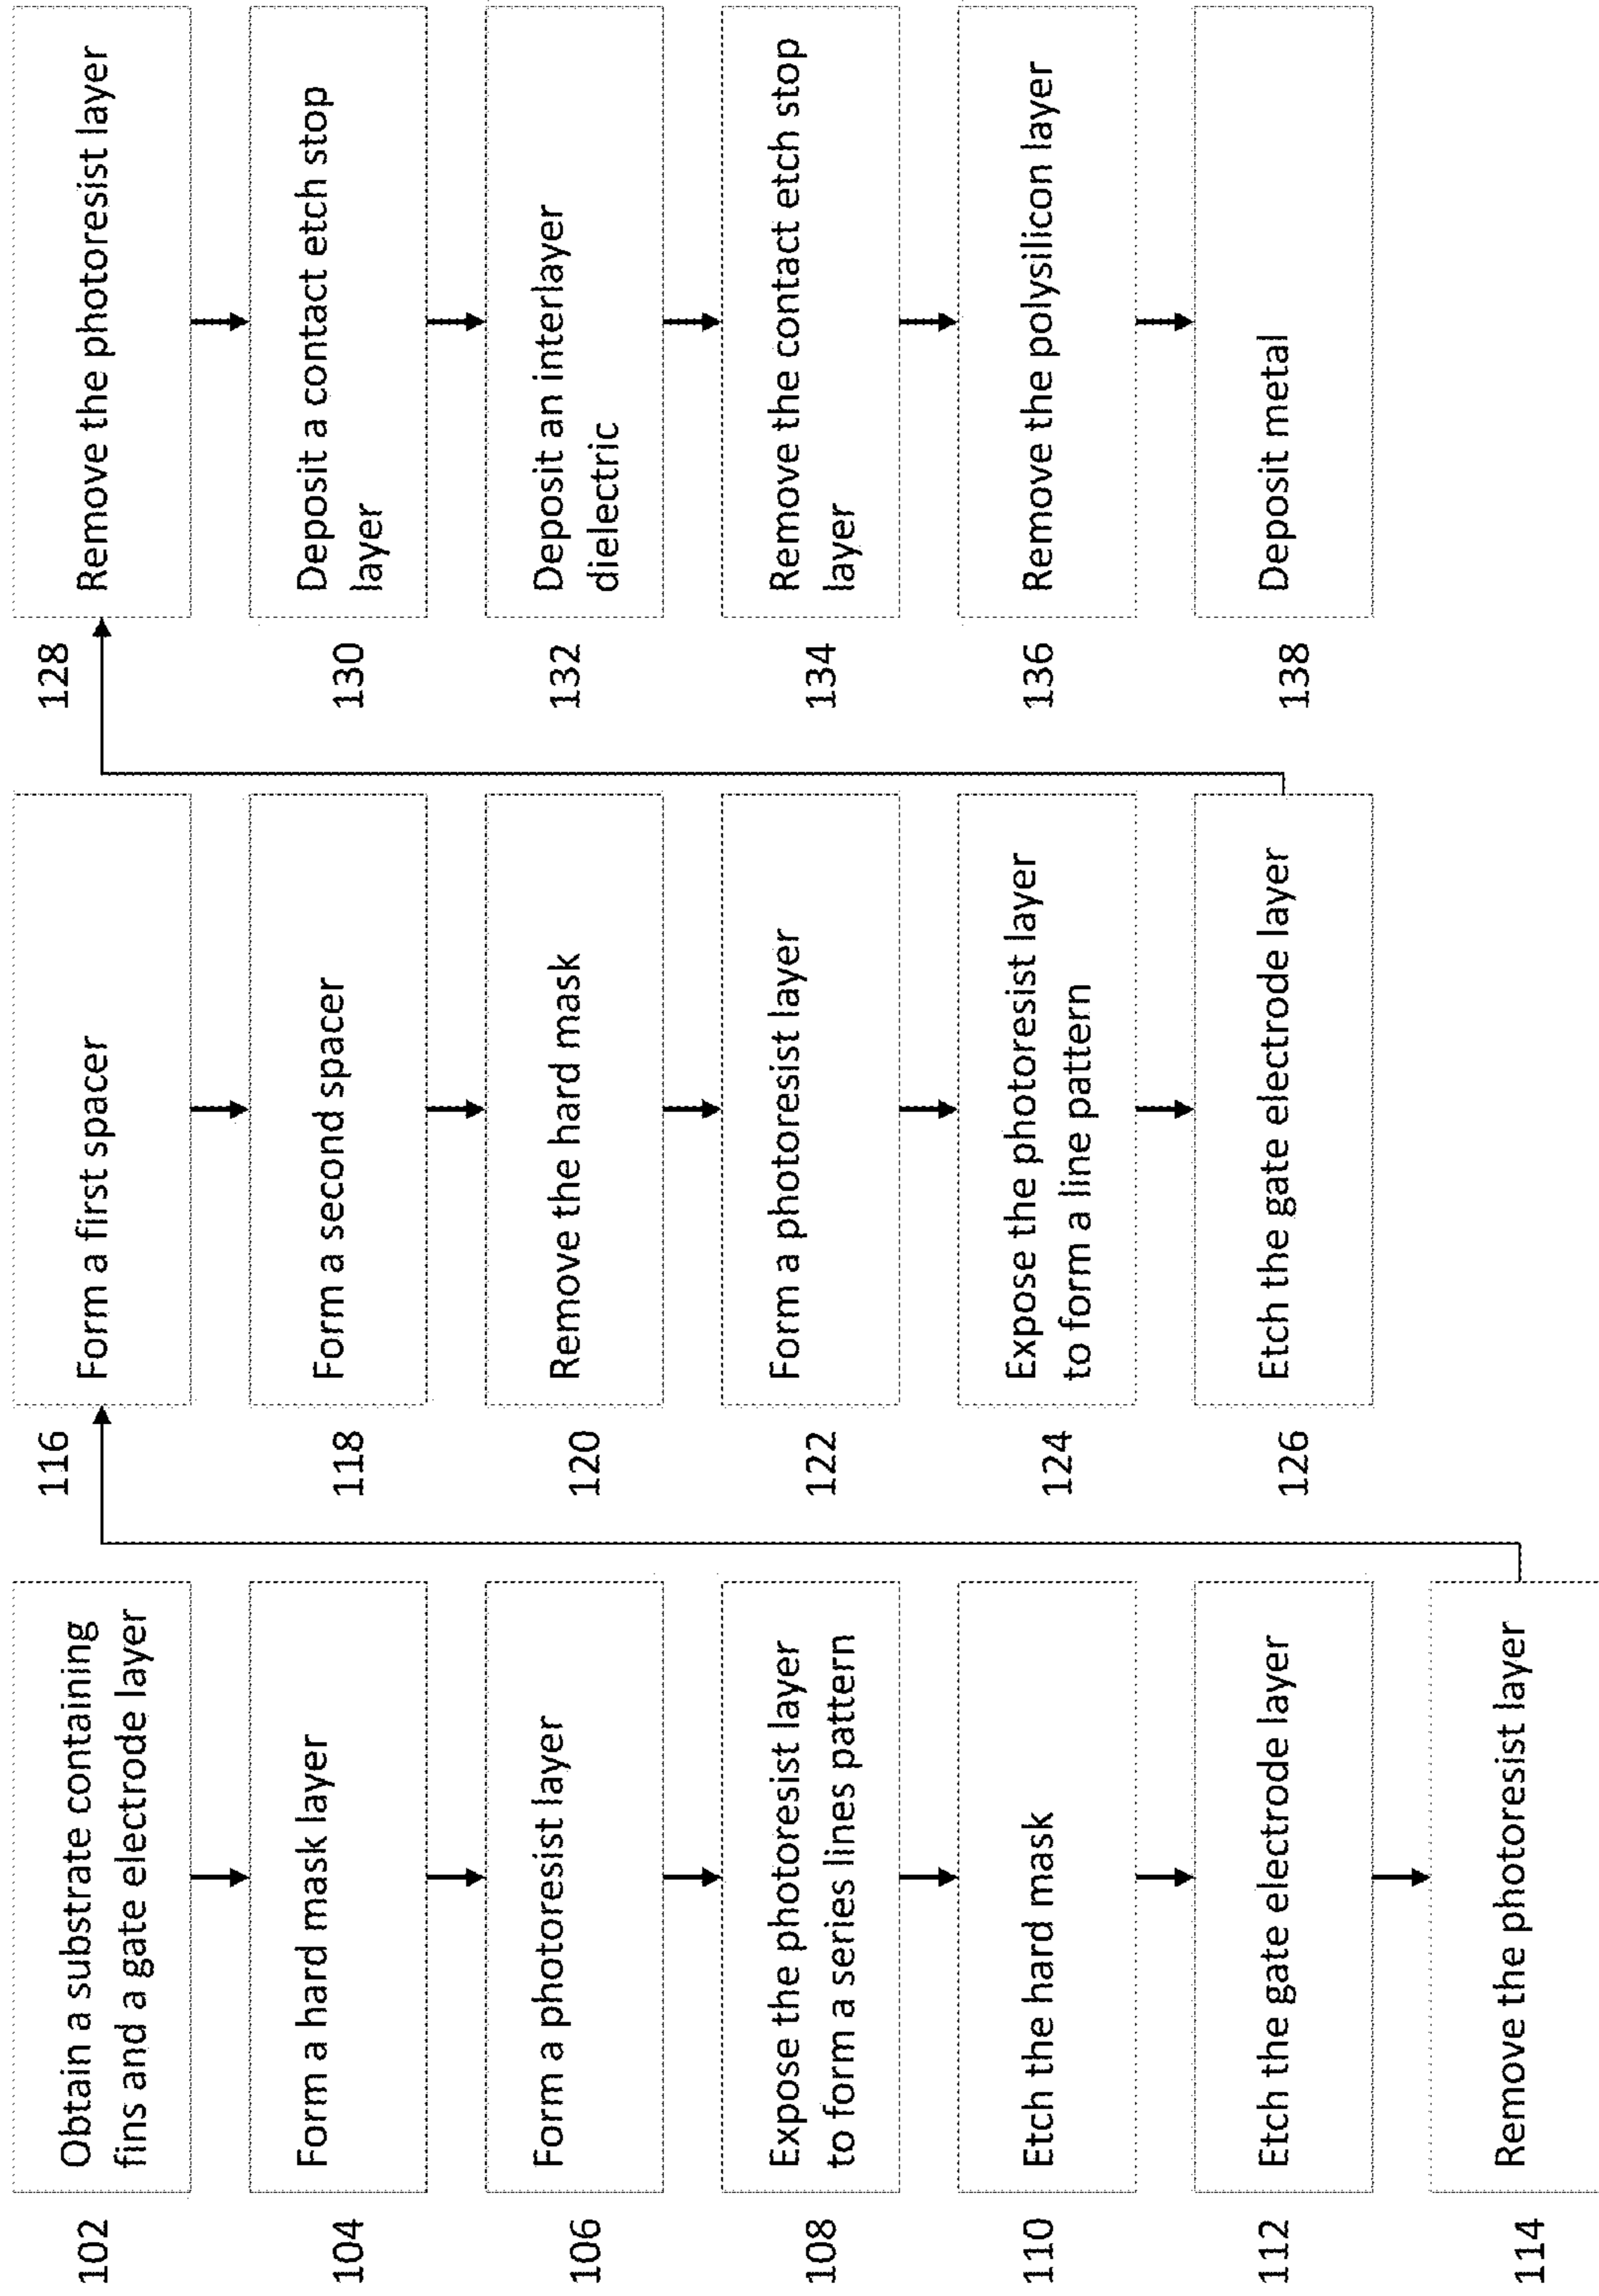 102
Obtain a substrate containing
fins and a gate electrode layer
104
Form a hard mask layer
106
Form a photoresist layer
108
Expose the photoresist layer
to form a series lines pattern
110
Etch the hard mask
112
Etch the gate electrode layer
114
Remove the photoresist layer
116
Form a first spacer
118
Form a second spacer
120
Remove the hard mask
122
Form a photoresist layer
124
Expose the photoresist layer
to form a line pattern
126
Etch the gate electrode layer
128
Remove the photoresist layer
130
Deposit a contact etch stop
layer
132
Deposit an interlayer
dielectric
134
Remove the contact etch stop
layer
136
Remove the polysilicon layer
138
Deposit metal